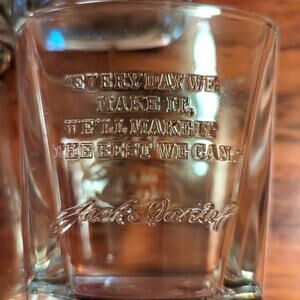 "EVERY DAY WE
MAKE IT,
WE'LL MAKE IT
THE BEST WE CAN."
Jack Daniel